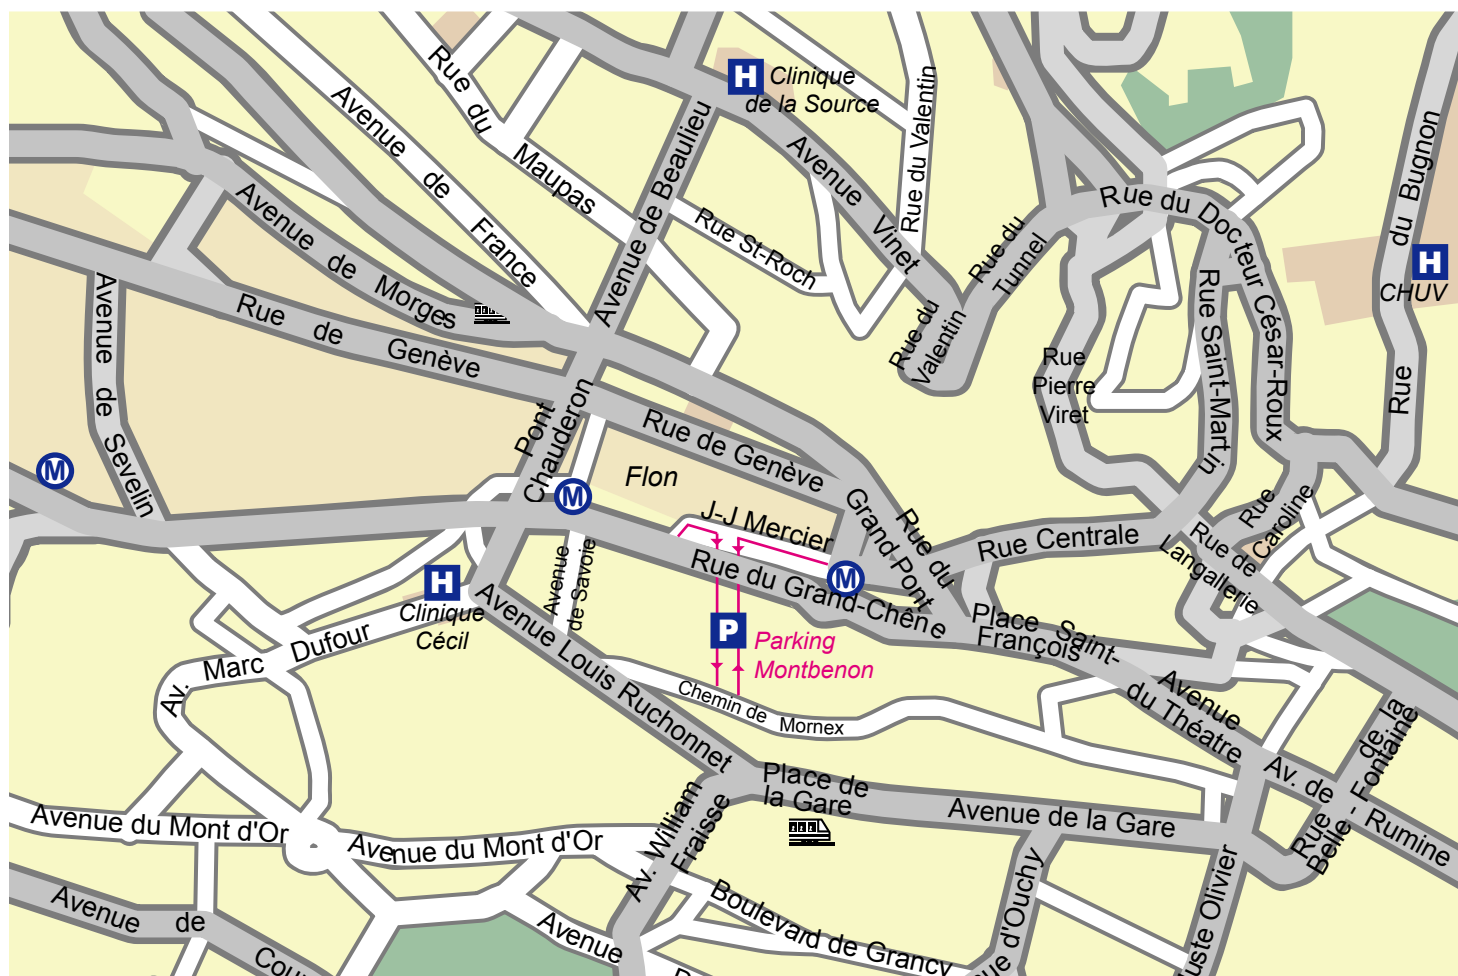 H
Clinique
de la Source
Rue du
Maupas
Avenue de France
Avenue de Beaulieu
Rue du Valentin
Avenue Vinet
Rue St-Roch
Rue du
Tunnel
Rue du
Valentin
Rue du Docteur César-Roux
Rue du Bugnon
H
CHUV
Avenue de Morges
Rue de Genève
Avenue de Sevelin
Rue Saint-Martin
Rue
Pierre
Viret
Pont
Chauderon
Rue de Genève
Flon
M
M
J-J Mercier
Grand-Pont
Rue du
Rue Centrale
Rue
Caroline
Rue de
Langallerie
M
Rue du Grand-Chêne
Avenue
de Savoie
H
Clinique
Cécil
P
Parking
Montbenon
Place Saint-
François
Avenue
du Théatre
Av. Marc Dufour
Avenue Louis Ruchonnet
Chemin de Mornex
Place de
la Gare
Avenue de la Gare
Av. de Rumine
Rue de la
Belle - Fontaine
Avenue du Mont d'Or
Avenue du Mont d'Or
Av. William
Fraisse
Boulevard de Grancy
Avenue
Avenue de
Cou
ue d'Ouchy
uste Olivier